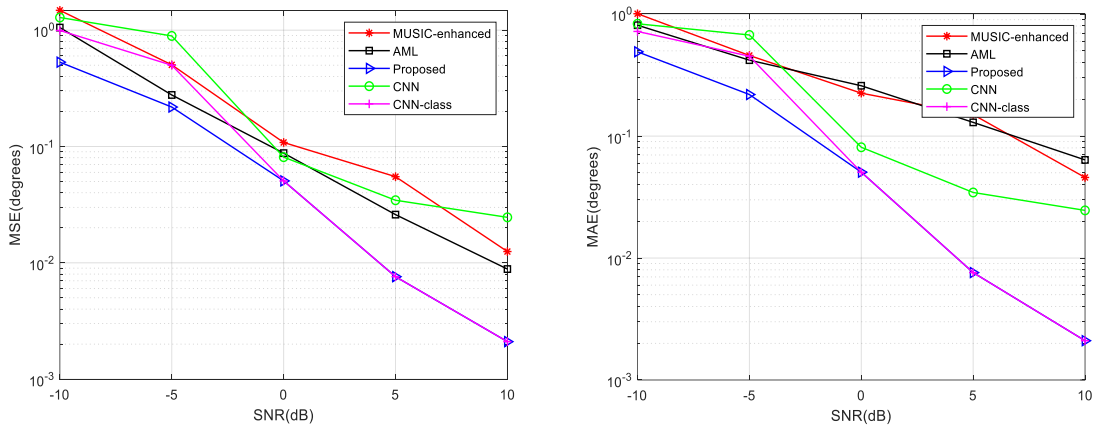 10^0
10^-1
10^-2
10^-3
MSE(degrees)
-10 -5 0 5 10
SNR(dB)
MUSIC-enhanced
AML
Proposed
CNN
CNN-class
10^0
10^-1
10^-2
10^-3
MAE(degrees)
-10 -5 0 5 10
SNR(dB)
MUSIC-enhanced
AML
Proposed
CNN
CNN-class